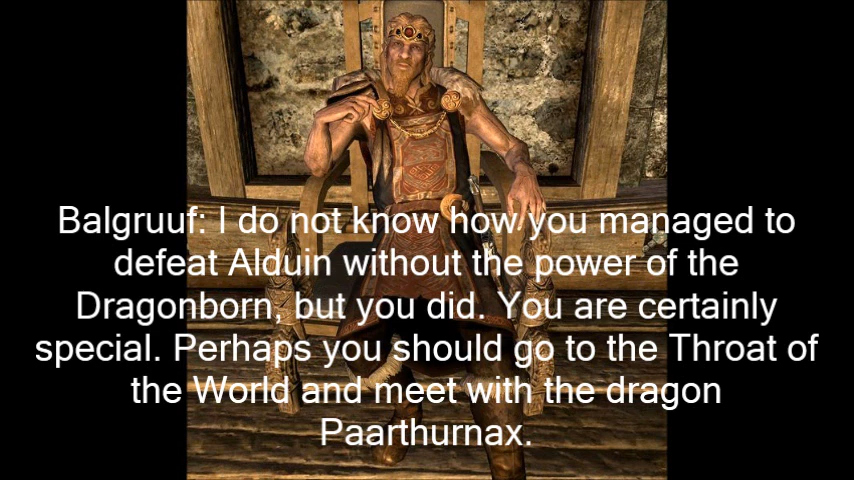 Balgruuf: I do not know how you managed to
defeat Alduin without the power of the
Dragonborn, but you did. You are certainly
special. Perhaps you should go to the Throat of
the World and meet with the dragon
Paarthurnax.